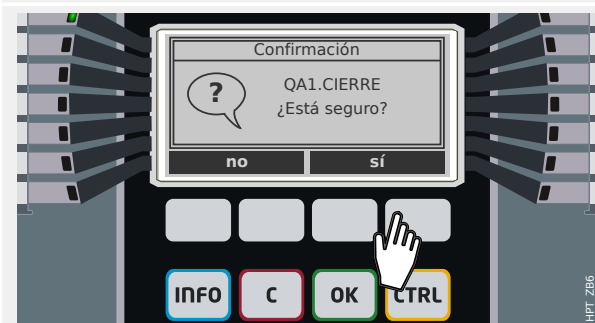 Confirmación
QA1.CIERRE
¿Está seguro?
no sí
INFO C OK CTRL
HPT_ZB6